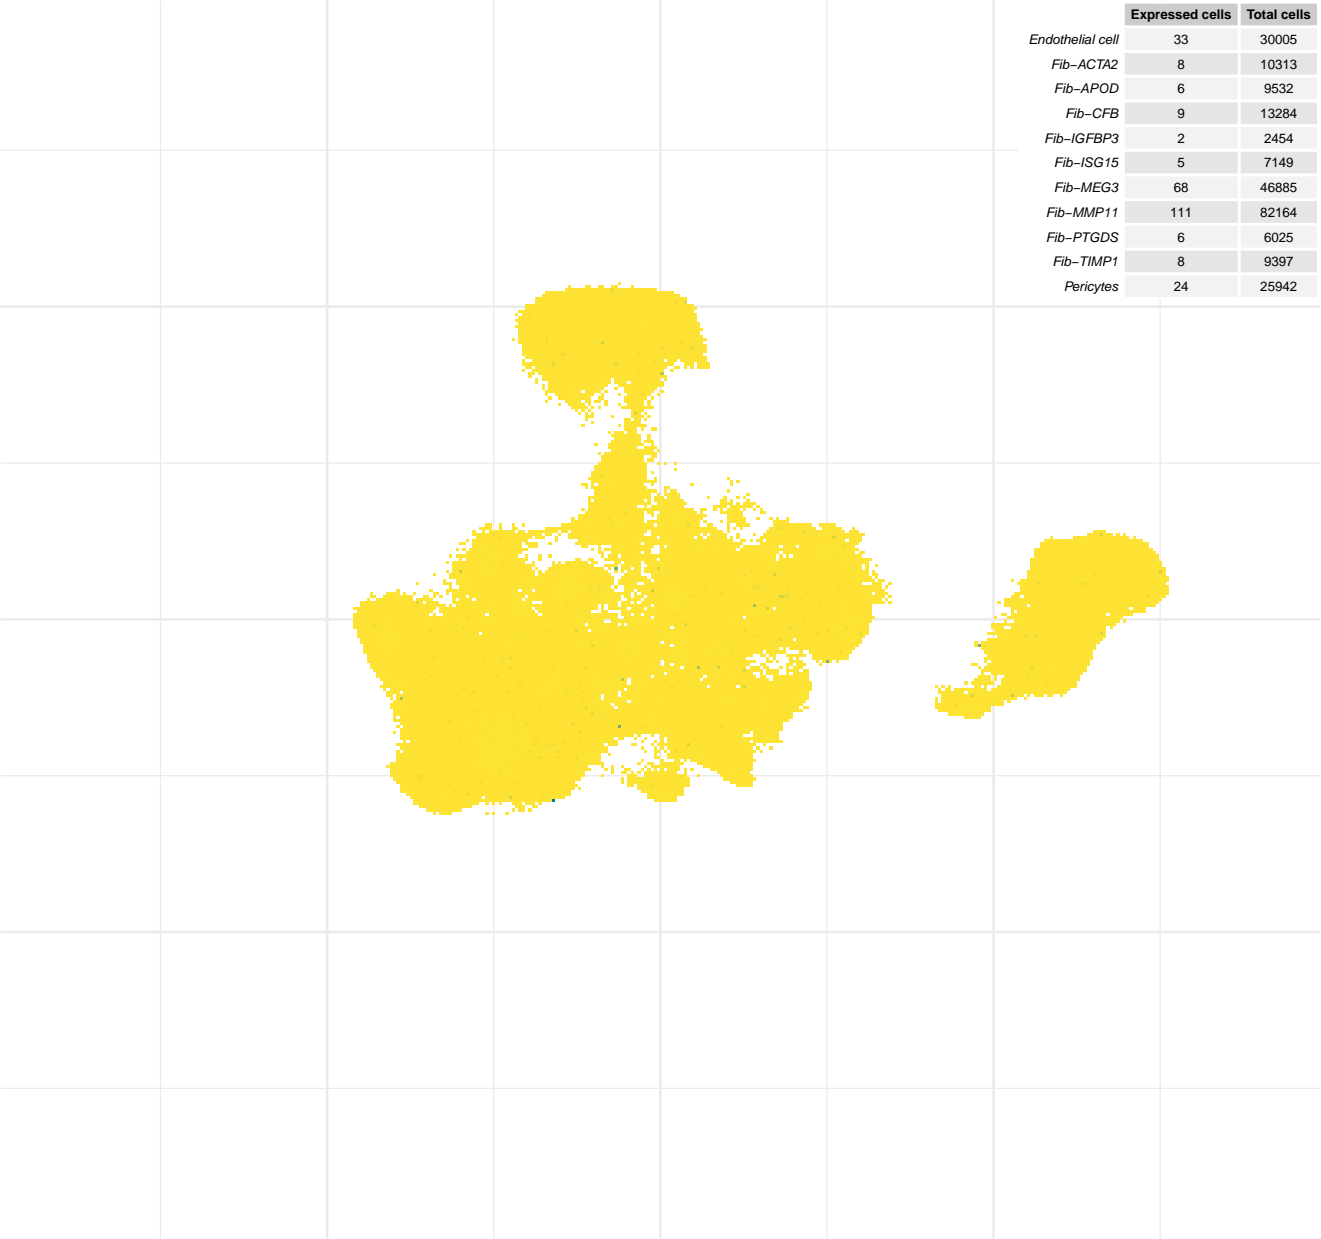 Expressed cells Total cells
Endothelial cell 33 30005
Fib−ACTA2 8 10313
Fib−APOD 6 9532
Fib−CFB 9 13284
Fib−IGFBP3 2 2454
Fib−ISG15 5 7149
Fib−MEG3 68 46885
Fib−MMP11 111 82164
Fib−PTGDS 6 6025
Fib−TIMP1 8 9397
Pericytes 24 25942